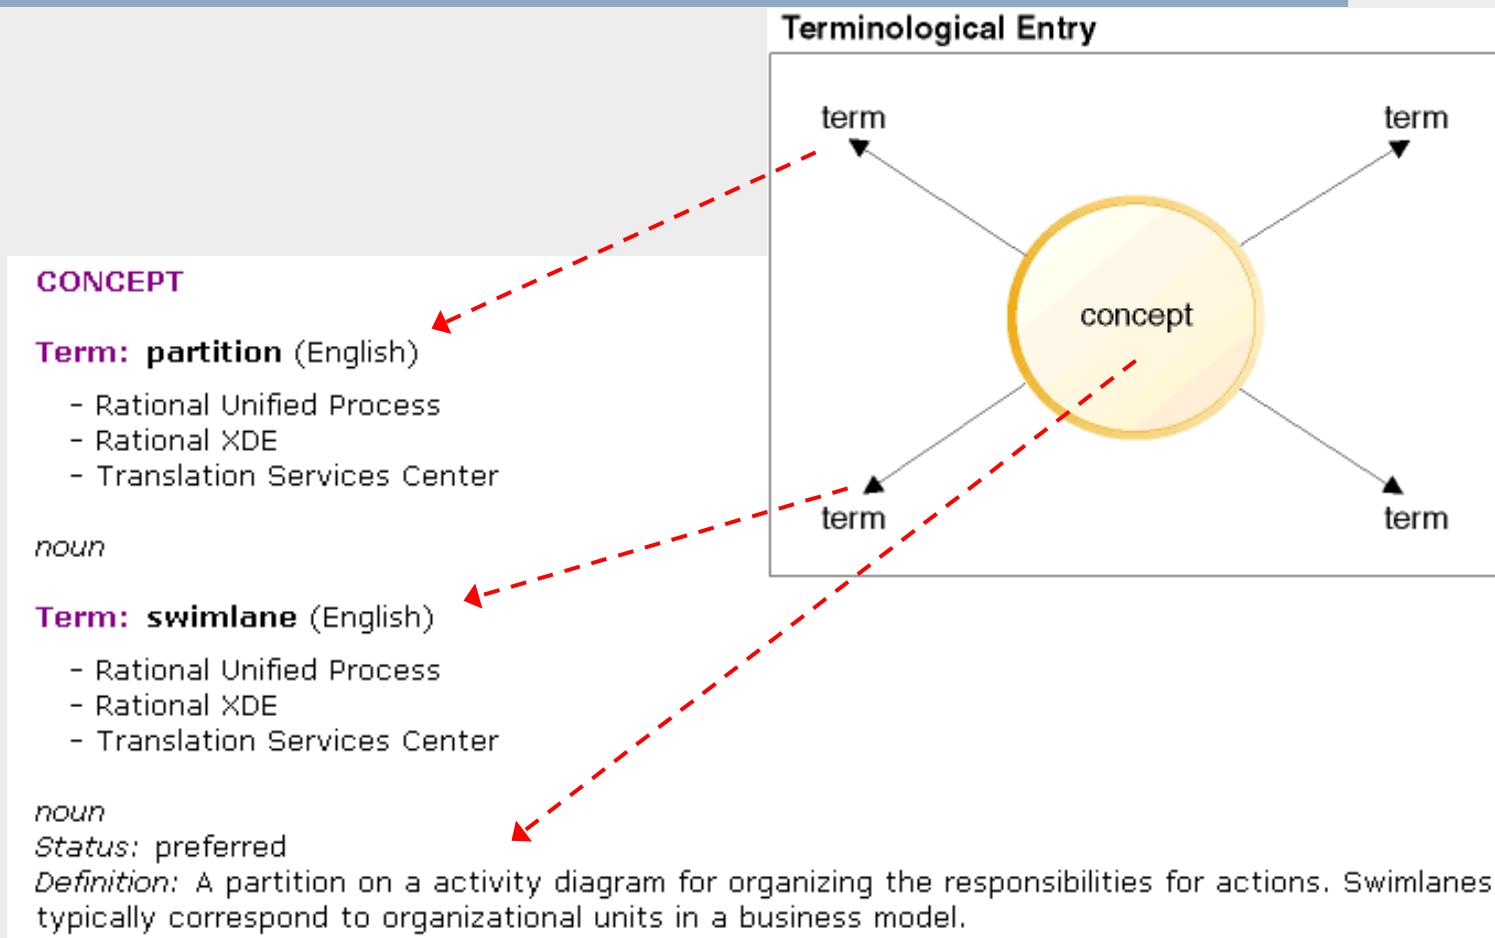 Terminological Entry
term
term
concept
term
term
CONCEPT
Term: partition (English)
- Rational Unified Process
- Rational XDE
- Translation Services Center
noun
Term: swimlane (English)
- Rational Unified Process
- Rational XDE
- Translation Services Center
noun
Status: preferred
Definition: A partition on a activity diagram for organizing the responsibilities for actions. Swimlanes
typically correspond to organizational units in a business model.